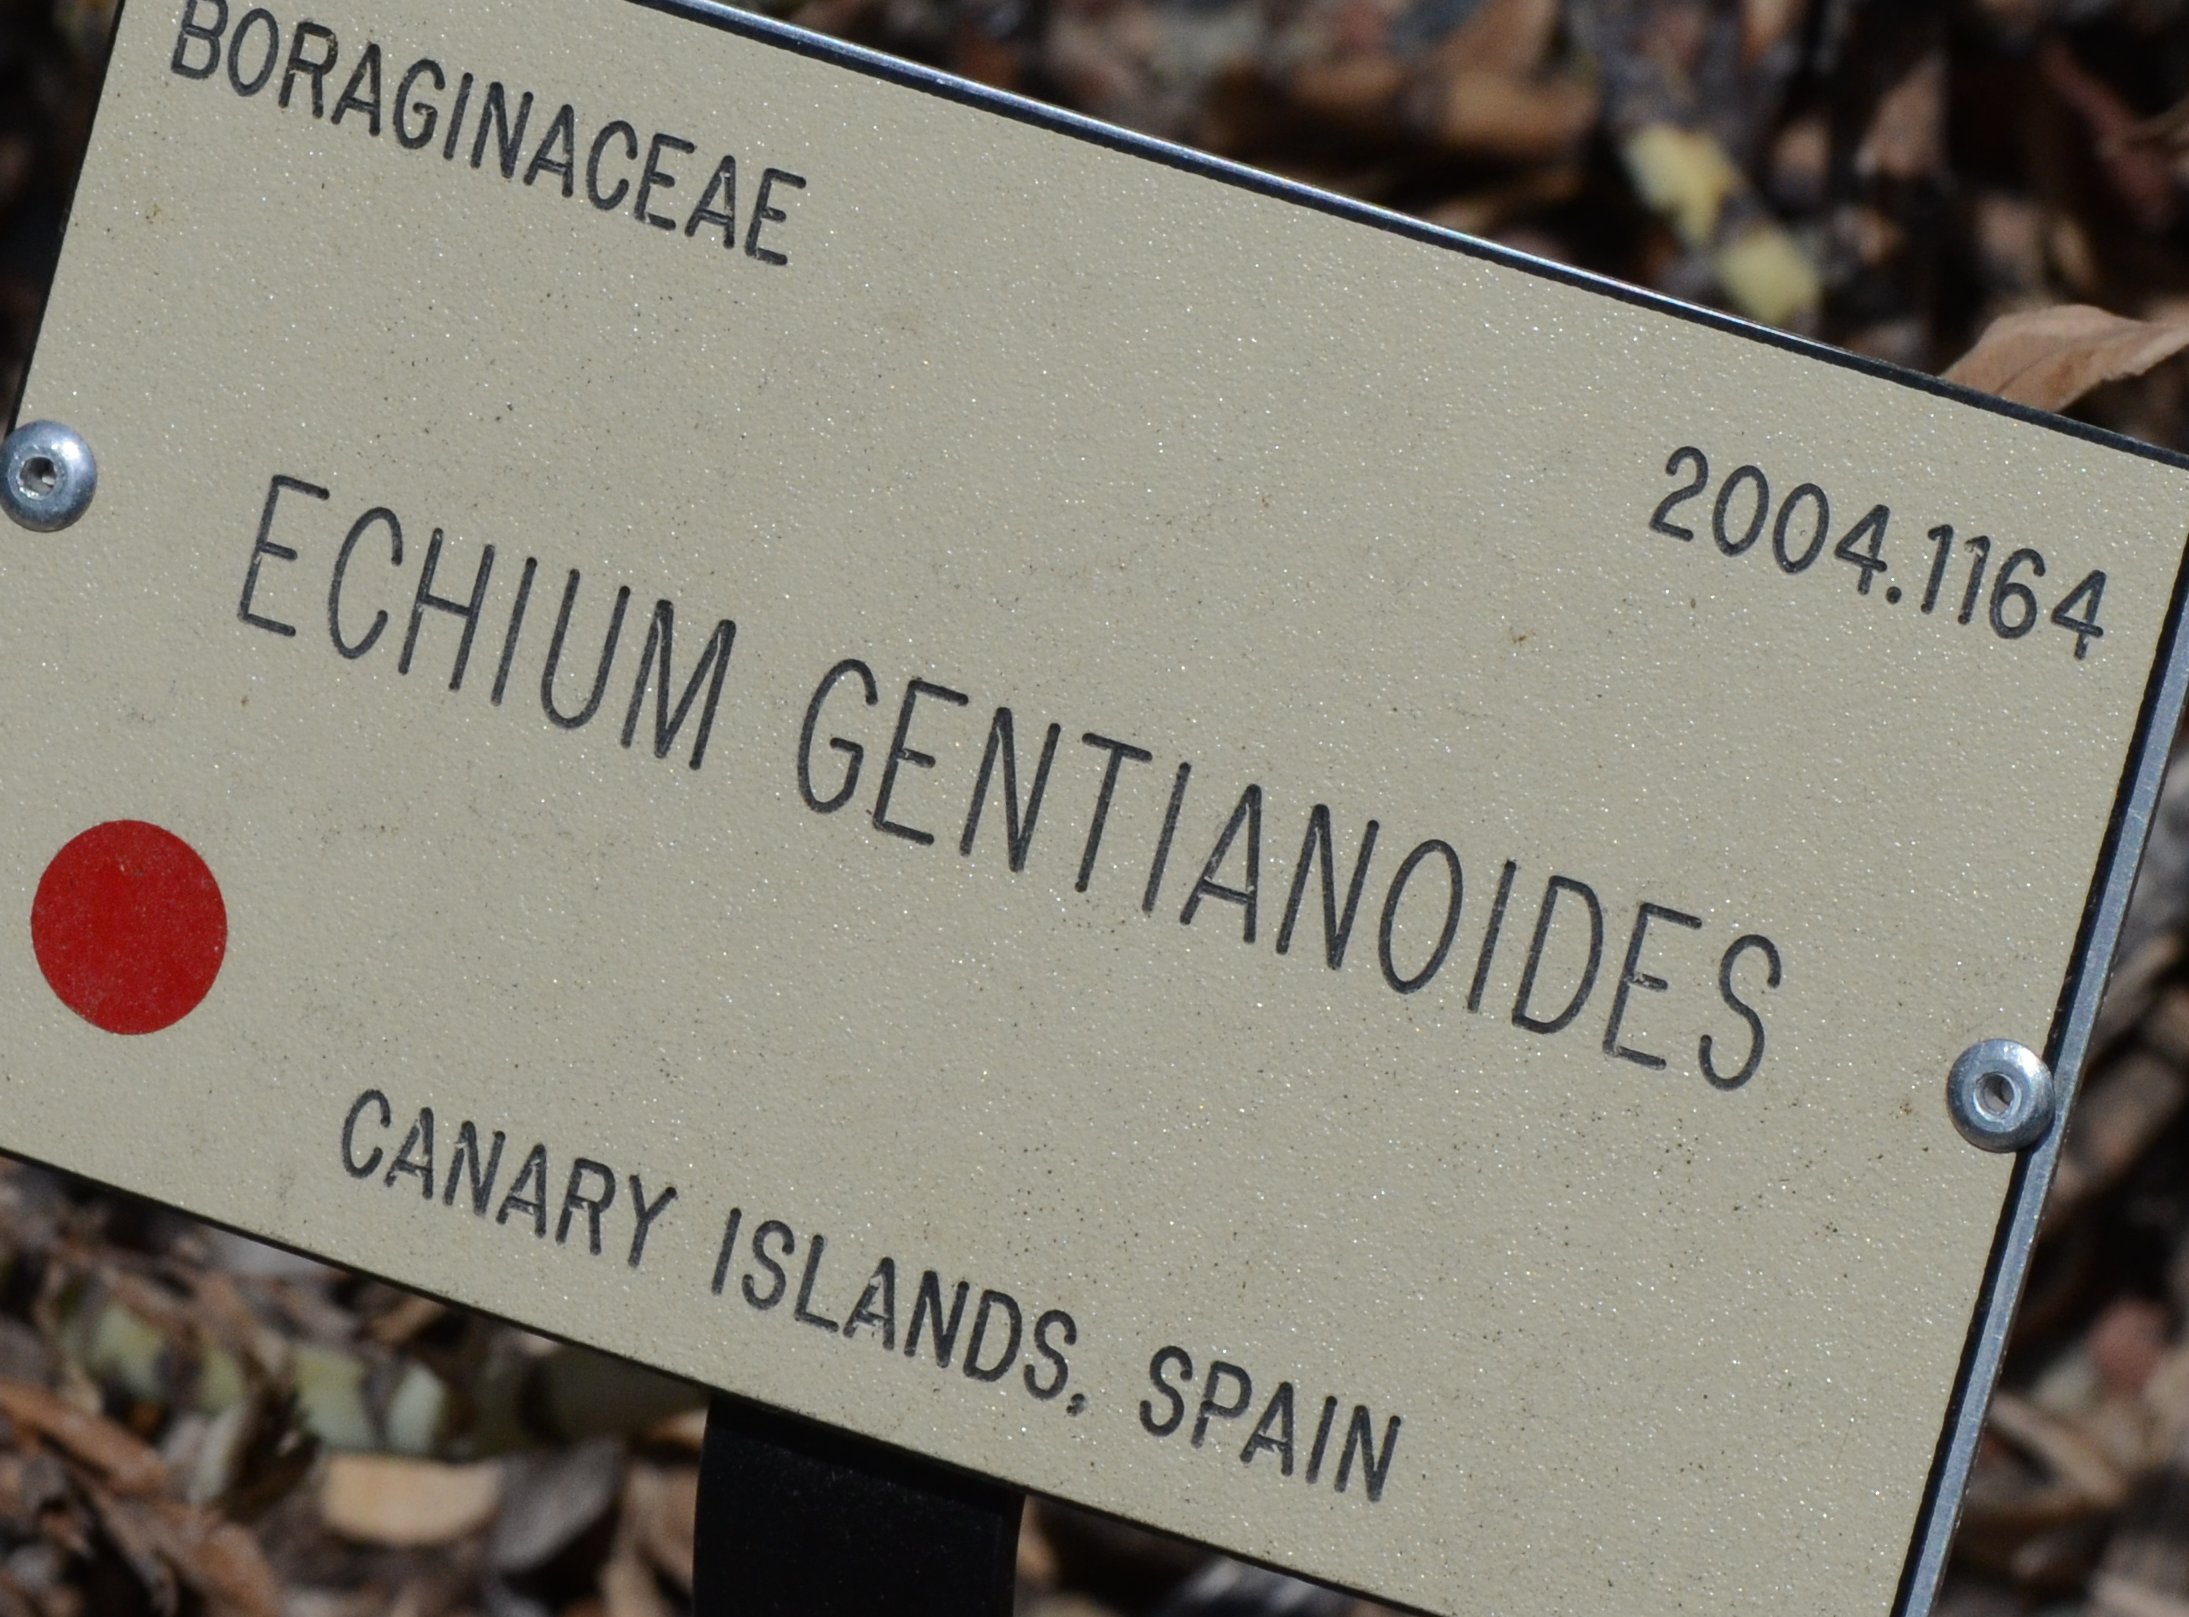 BORAGINACEAE
2004.1164
ECHIUM GENTIANOIDES
CANARY ISLANDS, SPAIN